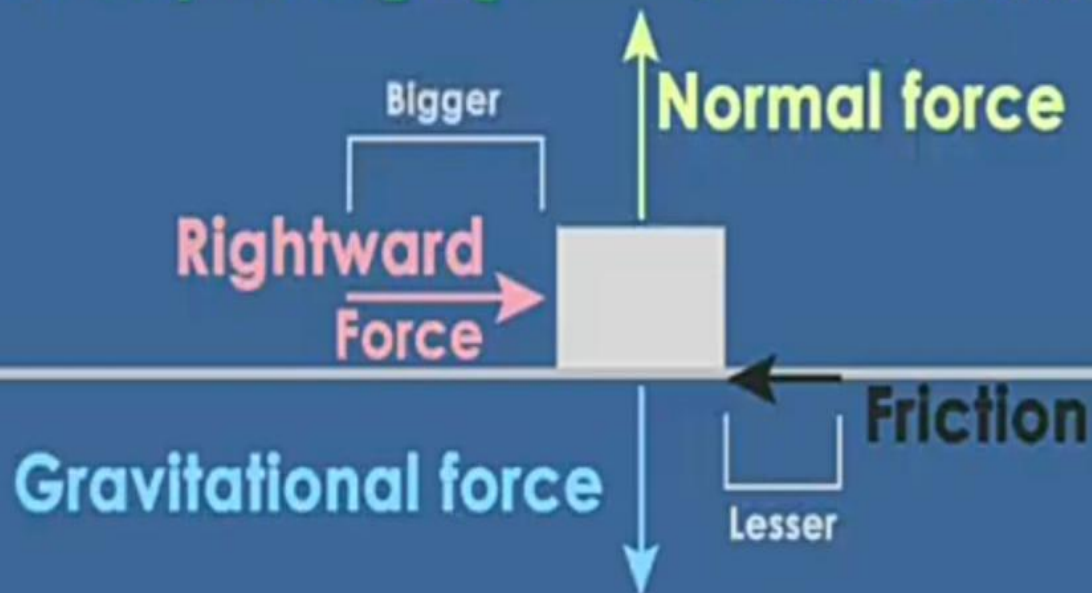 Bigger
Normal force
Rightward
Force
Friction
Gravitational force
Lesser